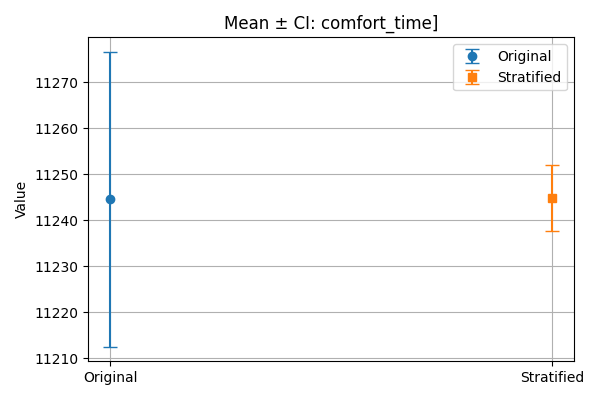 Mean ± CI: comfort_time]
Original
Stratified
Value
11270
11260
11250
11240
11230
11220
11210
Original
Stratified